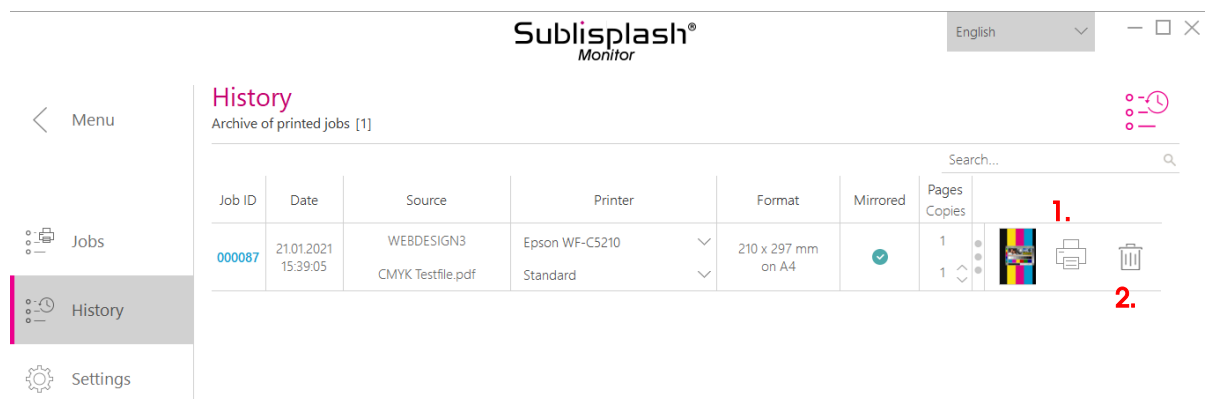 Sublisplash®
Monitor
English
Menu
History
Archive of printed jobs [1]
Search...
Job ID
Date
Source
Printer
Format
Mirrored
Pages
Copies
1.
Jobs
000087
21.01.2021
15:39:05
WEBDESIGN3
CMYK Testfile.pdf
Epson WF-C5210
Standard
210 x 297 mm
on A4
1
1
2.
History
Settings